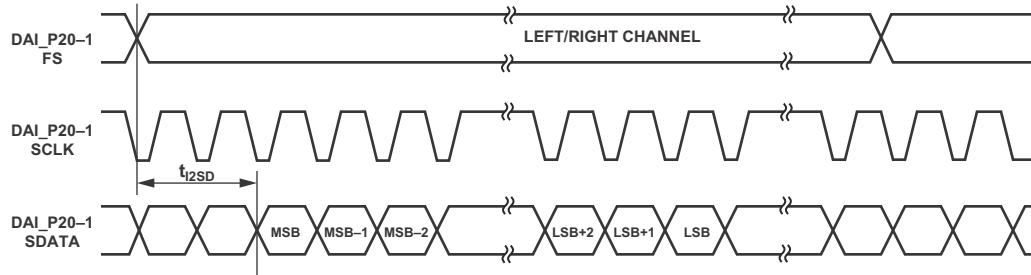 DAI_P20–1
FS
LEFT/RIGHT CHANNEL
DAI_P20–1
SCLK
tI2SD
DAI_P20–1
SDATA
MSB
MSB–1
MSB–2
LSB+2
LSB+1
LSB